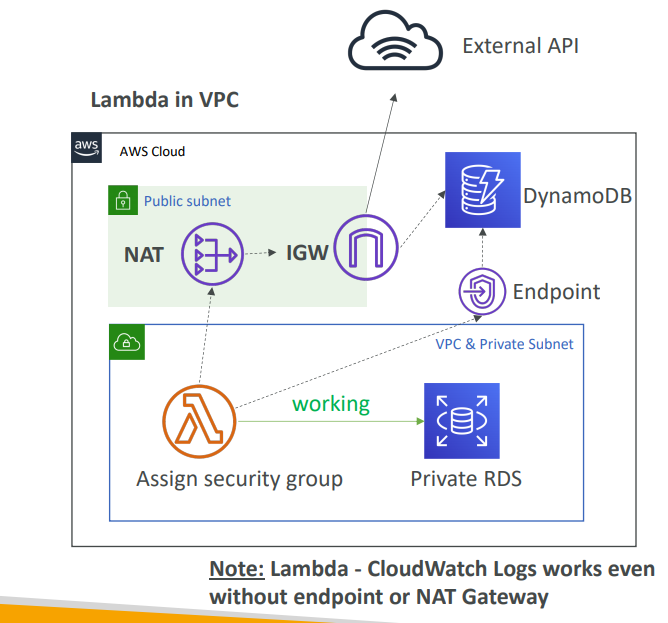 External API
Lambda in VPC
aws
AWS Cloud
Public subnet
DynamoDB
NAT
IGW
Endpoint
VPC & Private Subnet
working
Assign security group
Private RDS
Note: Lambda - CloudWatch Logs works even
without endpoint or NAT Gateway